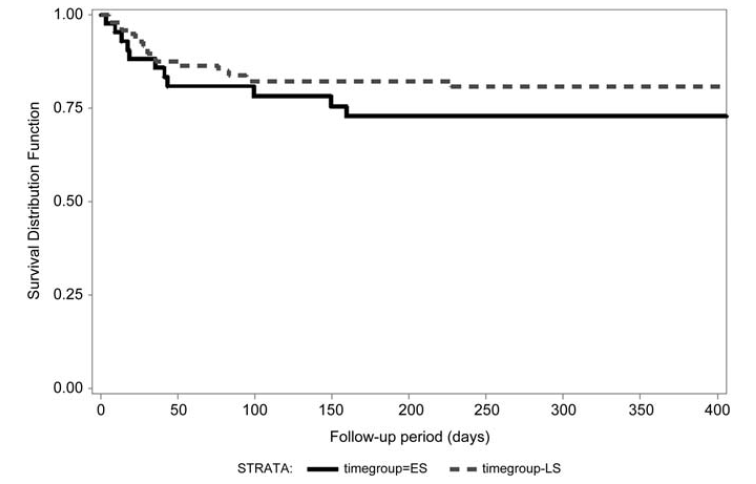 1.00
0.75
0.50
0.25
0.00
Survival Distribution Function
0 50 100 150 200 250 300 350 400
Follow-up period (days)
STRATA: timegroup=ES timegroup-LS